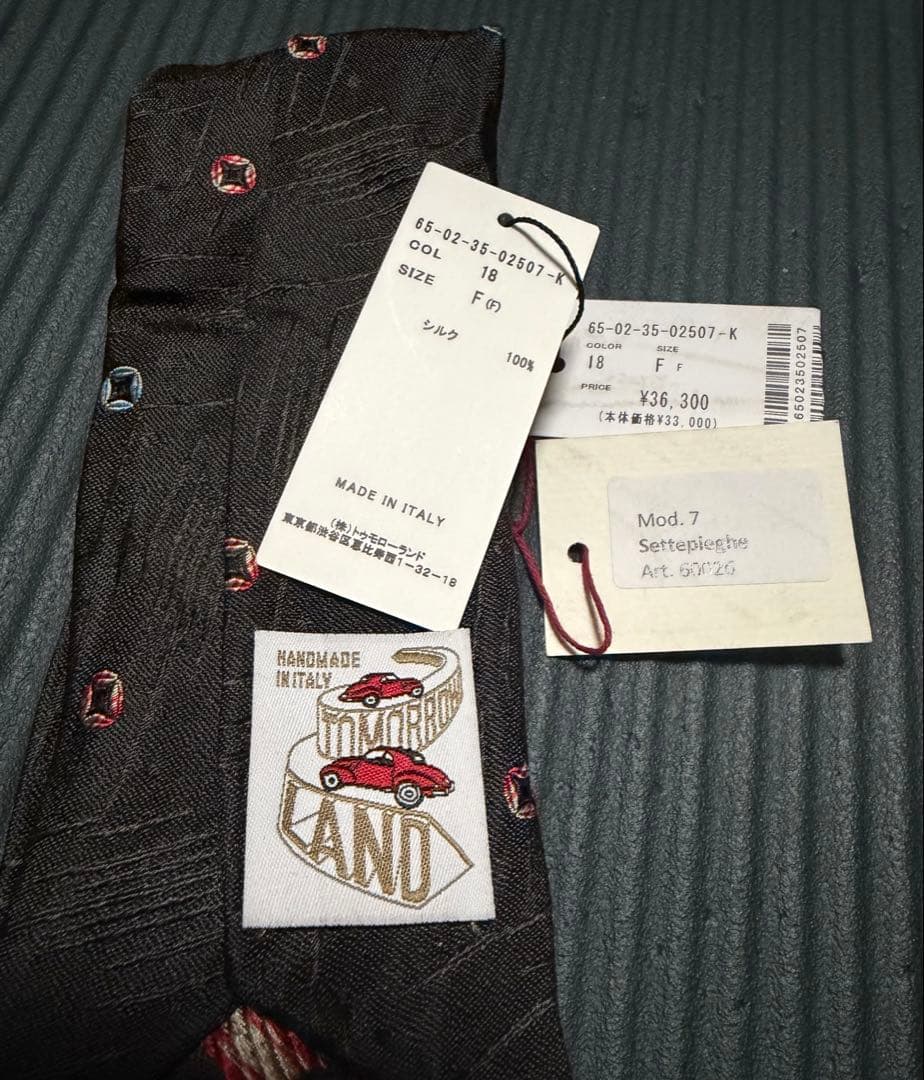 65-02-35-02507-K
COL 18
SIZE F(F)
シルク 100%
MADE IN ITALY
(株)トゥモローランド
東京都渋谷区恵比寿西1-32-18
65-02-35-02507-K
COLOR SIZE
18 F F
PRICE
¥36,300
(本体価格¥33,000)
65023502507
Mod. 7
Settepieghe
Art. 60026
HANDMADE
IN ITALY
TOMORROW
LAND